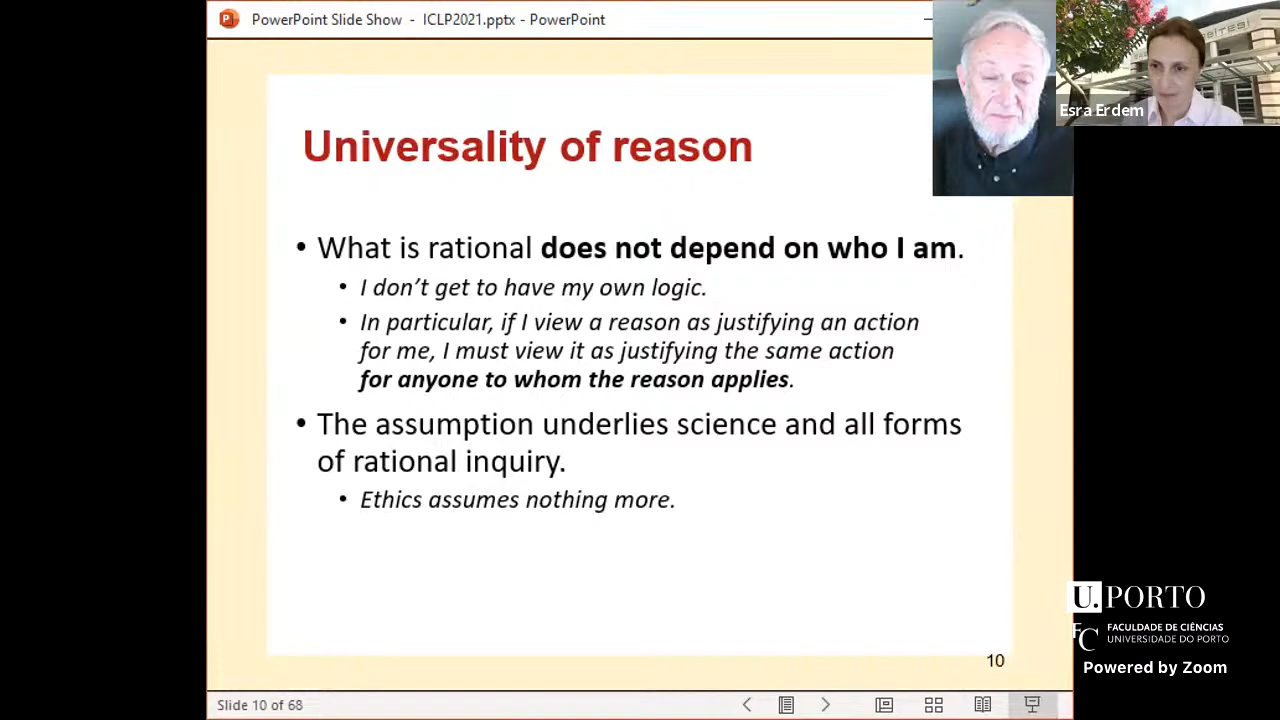 PowerPoint Slide Show - ICLP2021.pptx - PowerPoint
Esra Erdem
Universality of reason
• What is rational does not depend on who I am.
• I don't get to have my own logic.
• In particular, if I view a reason as justifying an action
for me, I must view it as justifying the same action
for anyone to whom the reason applies.
• The assumption underlies science and all forms
of rational inquiry.
• Ethics assumes nothing more.
10
Slide 10 of 68
U.PORTO
FC FACULDADE DE CIÊNCIAS
UNIVERSIDADE DO PORTO
Powered by Zoom